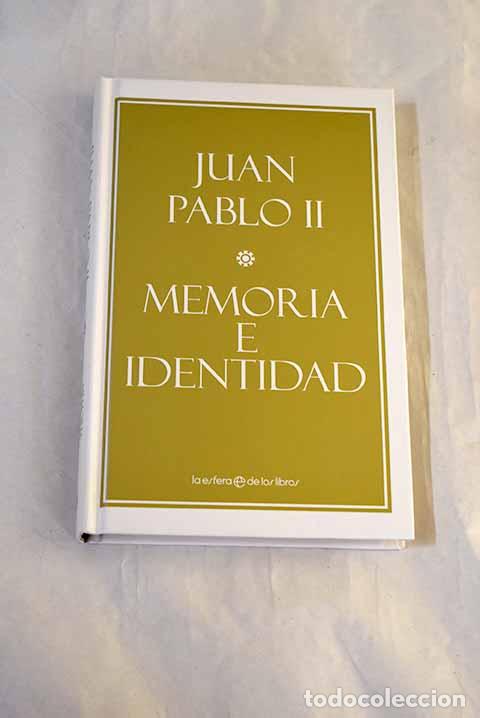 JUAN
PABLO II
MEMORIA
E
IDENTIDAD
la esfera de los libros
todocoleccion